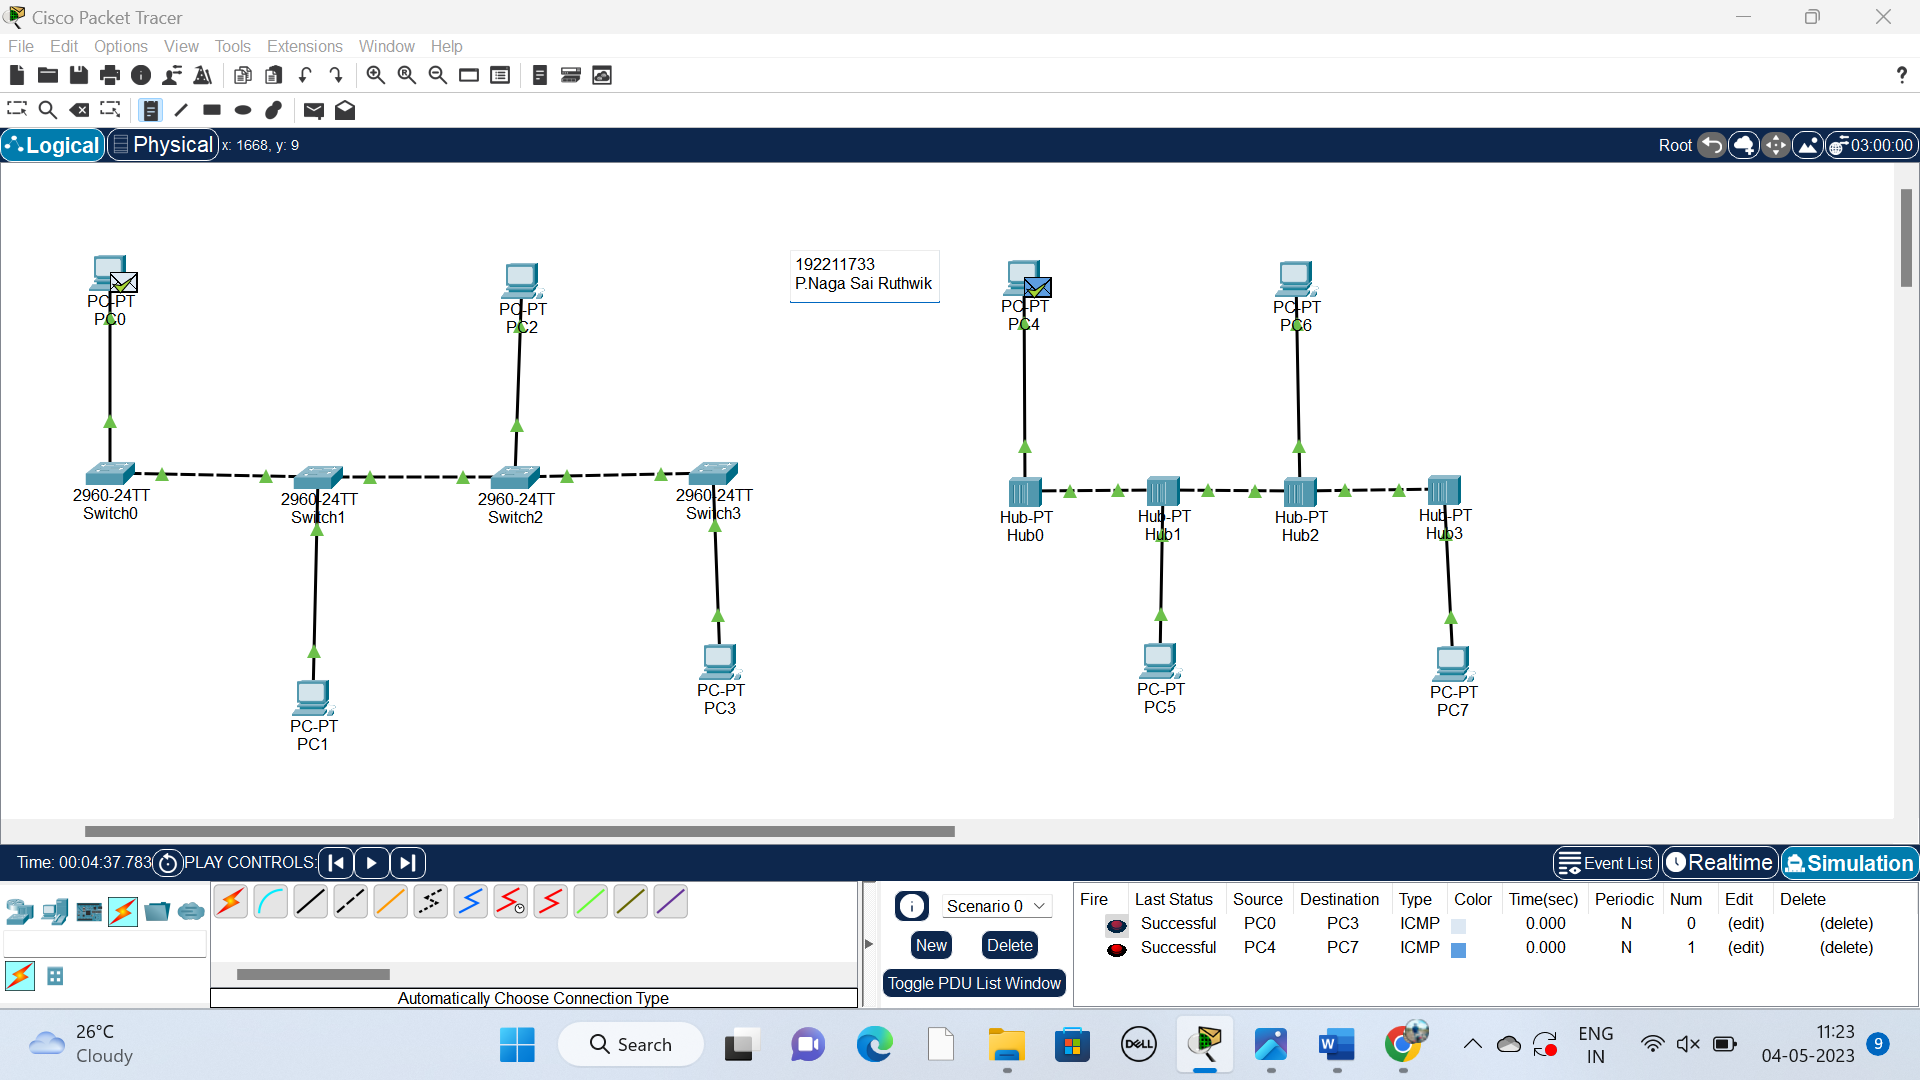 Cisco Packet Tracer
File Edit Options View Tools Extensions Window Help
?
Logical Physical x: 1668, y: 9 Root 03:00:00
PC-PT
PC0
PC-PT
PC2
192211733
P.Naga Sai Ruthwik
PC-PT
PC4
PC-PT
PC6
2960-24TT
Switch0
2960-24TT
Switch1
2960-24TT
Switch2
2960-24TT
Switch3
Hub-PT
Hub0
Hub-PT
Hub1
Hub-PT
Hub2
Hub-PT
Hub3
PC-PT
PC1
PC-PT
PC3
PC-PT
PC5
PC-PT
PC7
Time: 00:04:37.783 PLAY CONTROLS: Event List Realtime Simulation
Scenario 0
New Delete
Toggle PDU List Window
Fire Last Status Source Destination Type Color Time(sec) Periodic Num Edit Delete
Successful PC0 PC3 ICMP 0.000 N 0 (edit) (delete)
Successful PC4 PC7 ICMP 0.000 N 1 (edit) (delete)
Automatically Choose Connection Type
26°C
Cloudy
Search
DELL
W
ENG
IN
11:23
04-05-2023
9